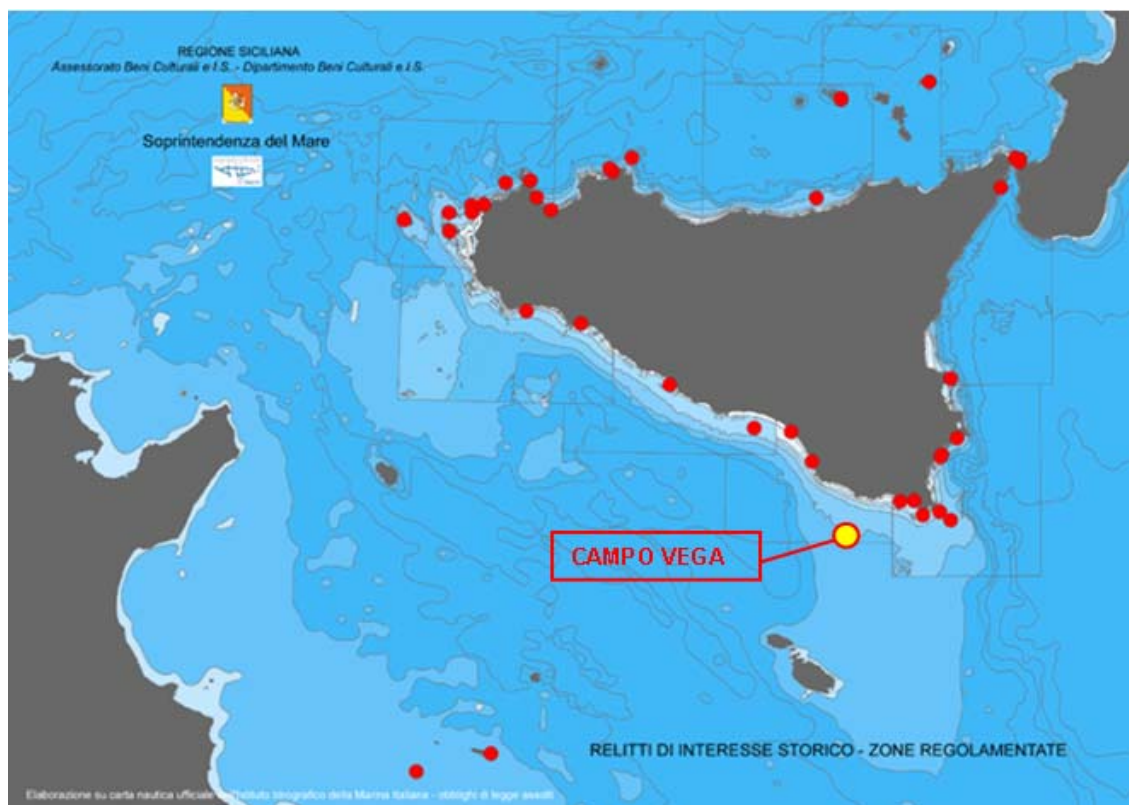 REGIONE SICILIANA
Assessorato Beni Culturali e I.S. - Dipartimento Beni Culturali e I.S.
Soprintendenza del Mare
CAMPO VEGA
RELITTI DI INTERESSE STORICO - ZONE REGOLAMENTATE
Elaborazione su carta nautica ufficiale dell'Istituto Idrografico della Marina Italiana - obblighi di legge assolti